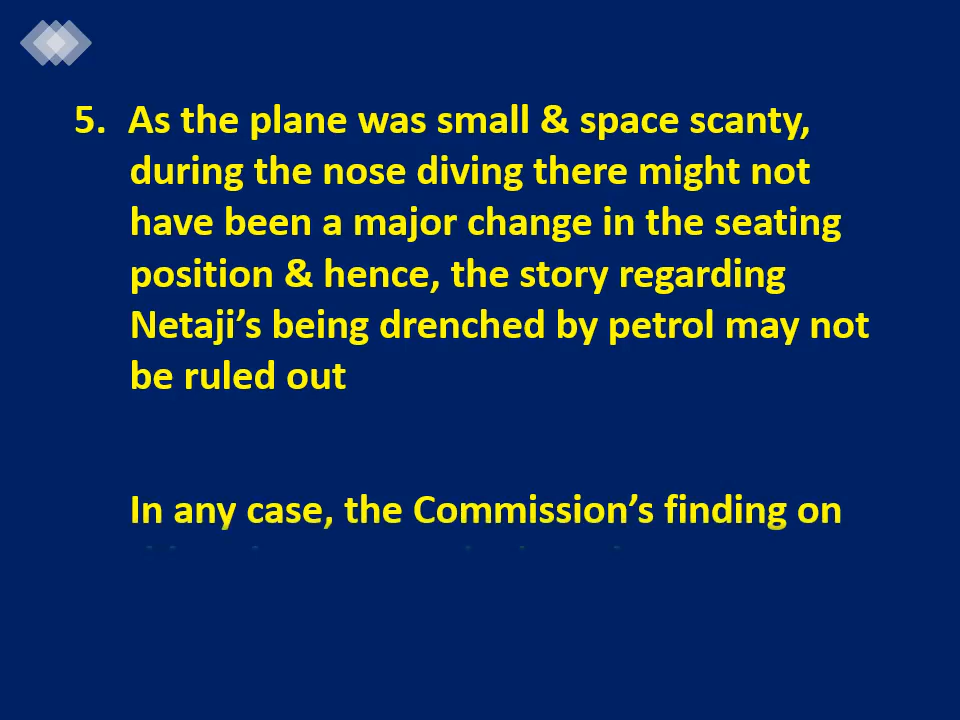 5. As the plane was small & space scanty,
during the nose diving there might not
have been a major change in the seating
position & hence, the story regarding
Netaji’s being drenched by petrol may not
be ruled out
In any case, the Commission’s finding on